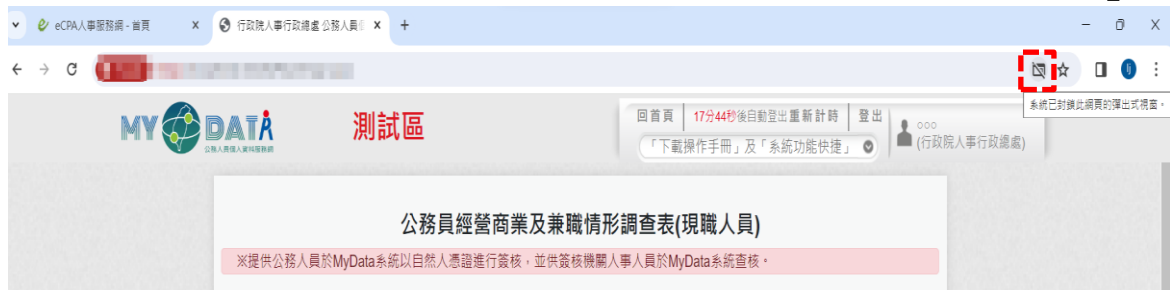 eCPA人事服務網 - 首頁
行政院人事行政總處 公務人員
系統已封鎖此網頁的彈出式視窗。
MYDATA
公務人員個人資料服務網
測試區
回首頁 17分44秒後自動登出重新計時 登出
「下載操作手冊」及「系統功能快捷」
○○○
(行政院人事行政總處)
公務員經營商業及兼職情形調查表(現職人員)
※提供公務人員於MyData系統以自然人憑證進行簽核，並供簽核機關人事人員於MyData系統查核。